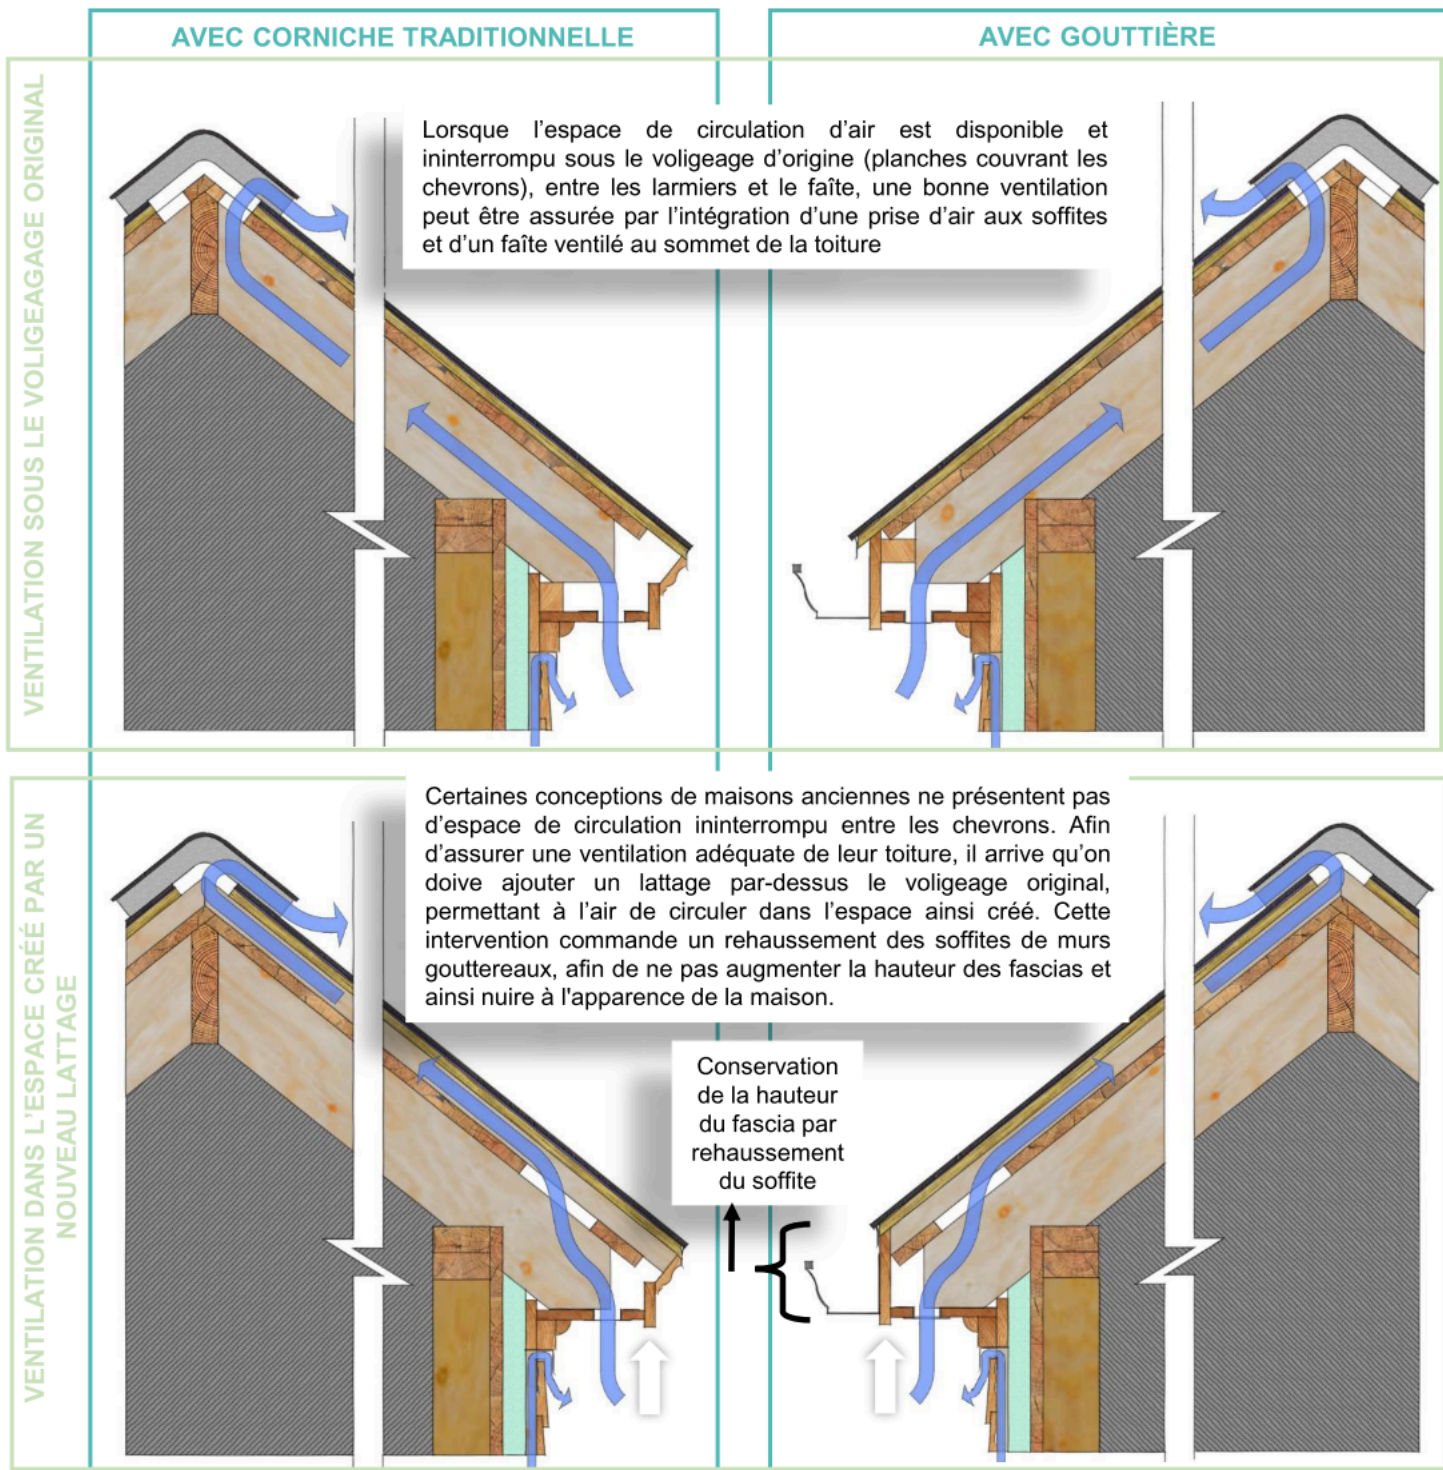 AVEC CORNICHE TRADITIONNELLE
AVEC GOUTTIÈRE
VENTILATION SOUS LE VOLIGEAGAGE ORIGINAL
Lorsque l'espace de circulation d'air est disponible et
ininterrompu sous le voligeage d'origine (planches couvrant les
chevrons), entre les larmiers et le faîte, une bonne ventilation
peut être assurée par l'intégration d'une prise d'air aux soffites
et d'un faîte ventilé au sommet de la toiture
VENTILATION DANS L'ESPACE CRÉÉ PAR UN
NOUVEAU LATTAGE
Certaines conceptions de maisons anciennes ne présentent pas
d'espace de circulation ininterrompu entre les chevrons. Afin
d'assurer une ventilation adéquate de leur toiture, il arrive qu'on
doive ajouter un lattage par-dessus le voligeage original,
permettant à l'air de circuler dans l'espace ainsi créé. Cette
intervention commande un rehaussement des soffites de murs
gouttereaux, afin de ne pas augmenter la hauteur des fascias et
ainsi nuire à l'apparence de la maison.
Conservation
de la hauteur
du fascia par
rehaussement
du soffite